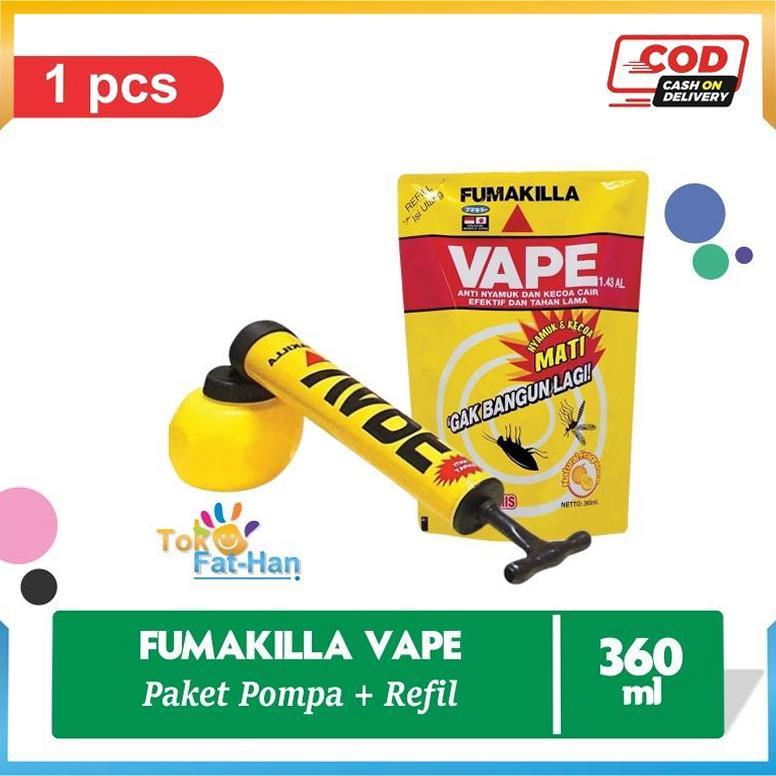 1 pcs
COD
CASH ON
DELIVERY
REFILL
Isi Ulang
FUMAKILLA
VAPE 1.43 AL
ANTI NYAMUK DAN KECOA CAIR
EFEKTIF DAN TAHAN LAMA
NYAMUK & KECOA
MATI
'GAK BANGUN LAGI!
Natural Fragrance
NETTO: 360mL
Toko
Fat-Han
FUMAKILLA VAPE
Paket Pompa + Refil
360
ml